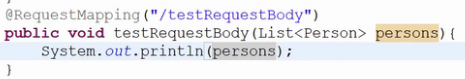 @RequestMapping("/testRequestBody")
public void testRequestBody(List<Person> persons){
    System.out.println(persons);
}